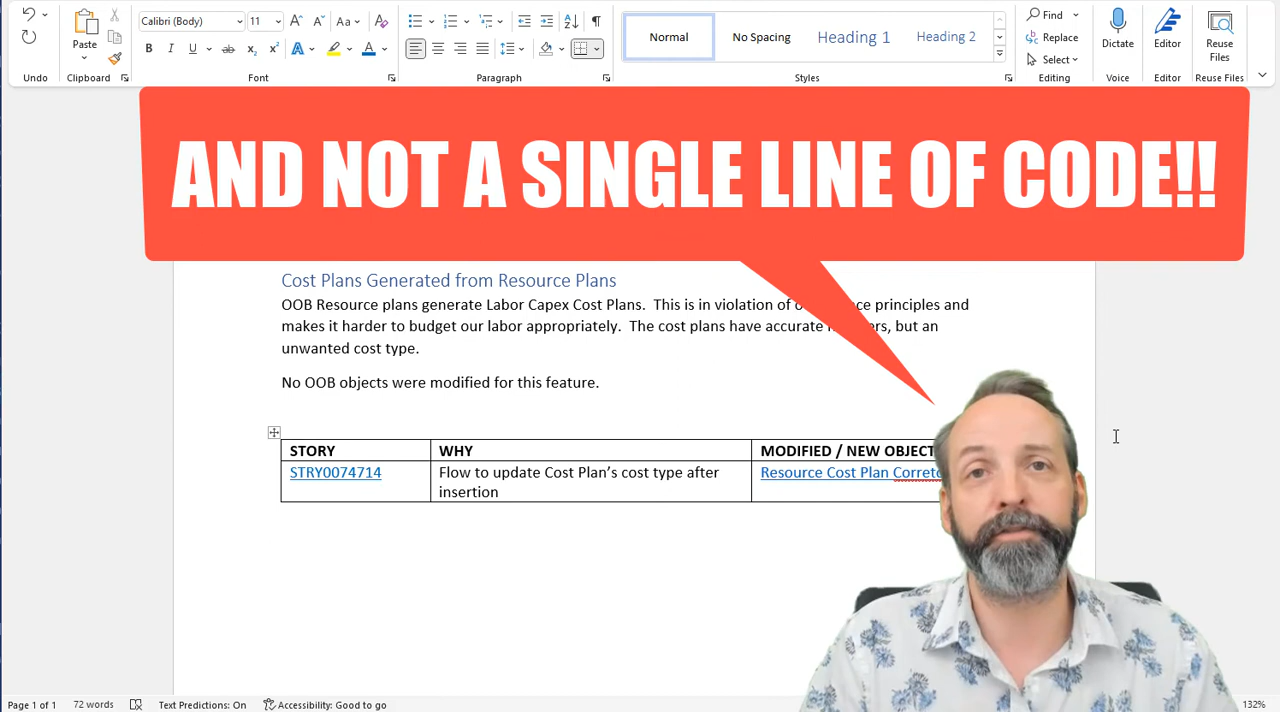 Calibri (Body)
11
Aa
Paste
Undo
Clipboard
Font
Paragraph
Normal
No Spacing
Heading 1
Heading 2
Styles
Find
Replace
Select
Editing
Dictate
Voice
Editor
Editor
Reuse
Files
Reuse Files
AND NOT A SINGLE LINE OF CODE!!
Cost Plans Generated from Resource Plans
OOB Resource plans generate Labor Capex Cost Plans. This is in violation of principles and
makes it harder to budget our labor appropriately. The cost plans have accurate but an
unwanted cost type.
No OOB objects were modified for this feature.
STORY
WHY
MODIFIED / NEW OBJECT
STRY0074714
Flow to update Cost Plan's cost type after
insertion
Resource Cost Plan
Page 1 of 1
72 words
Text Predictions: On
Accessibility: Good to go
132%